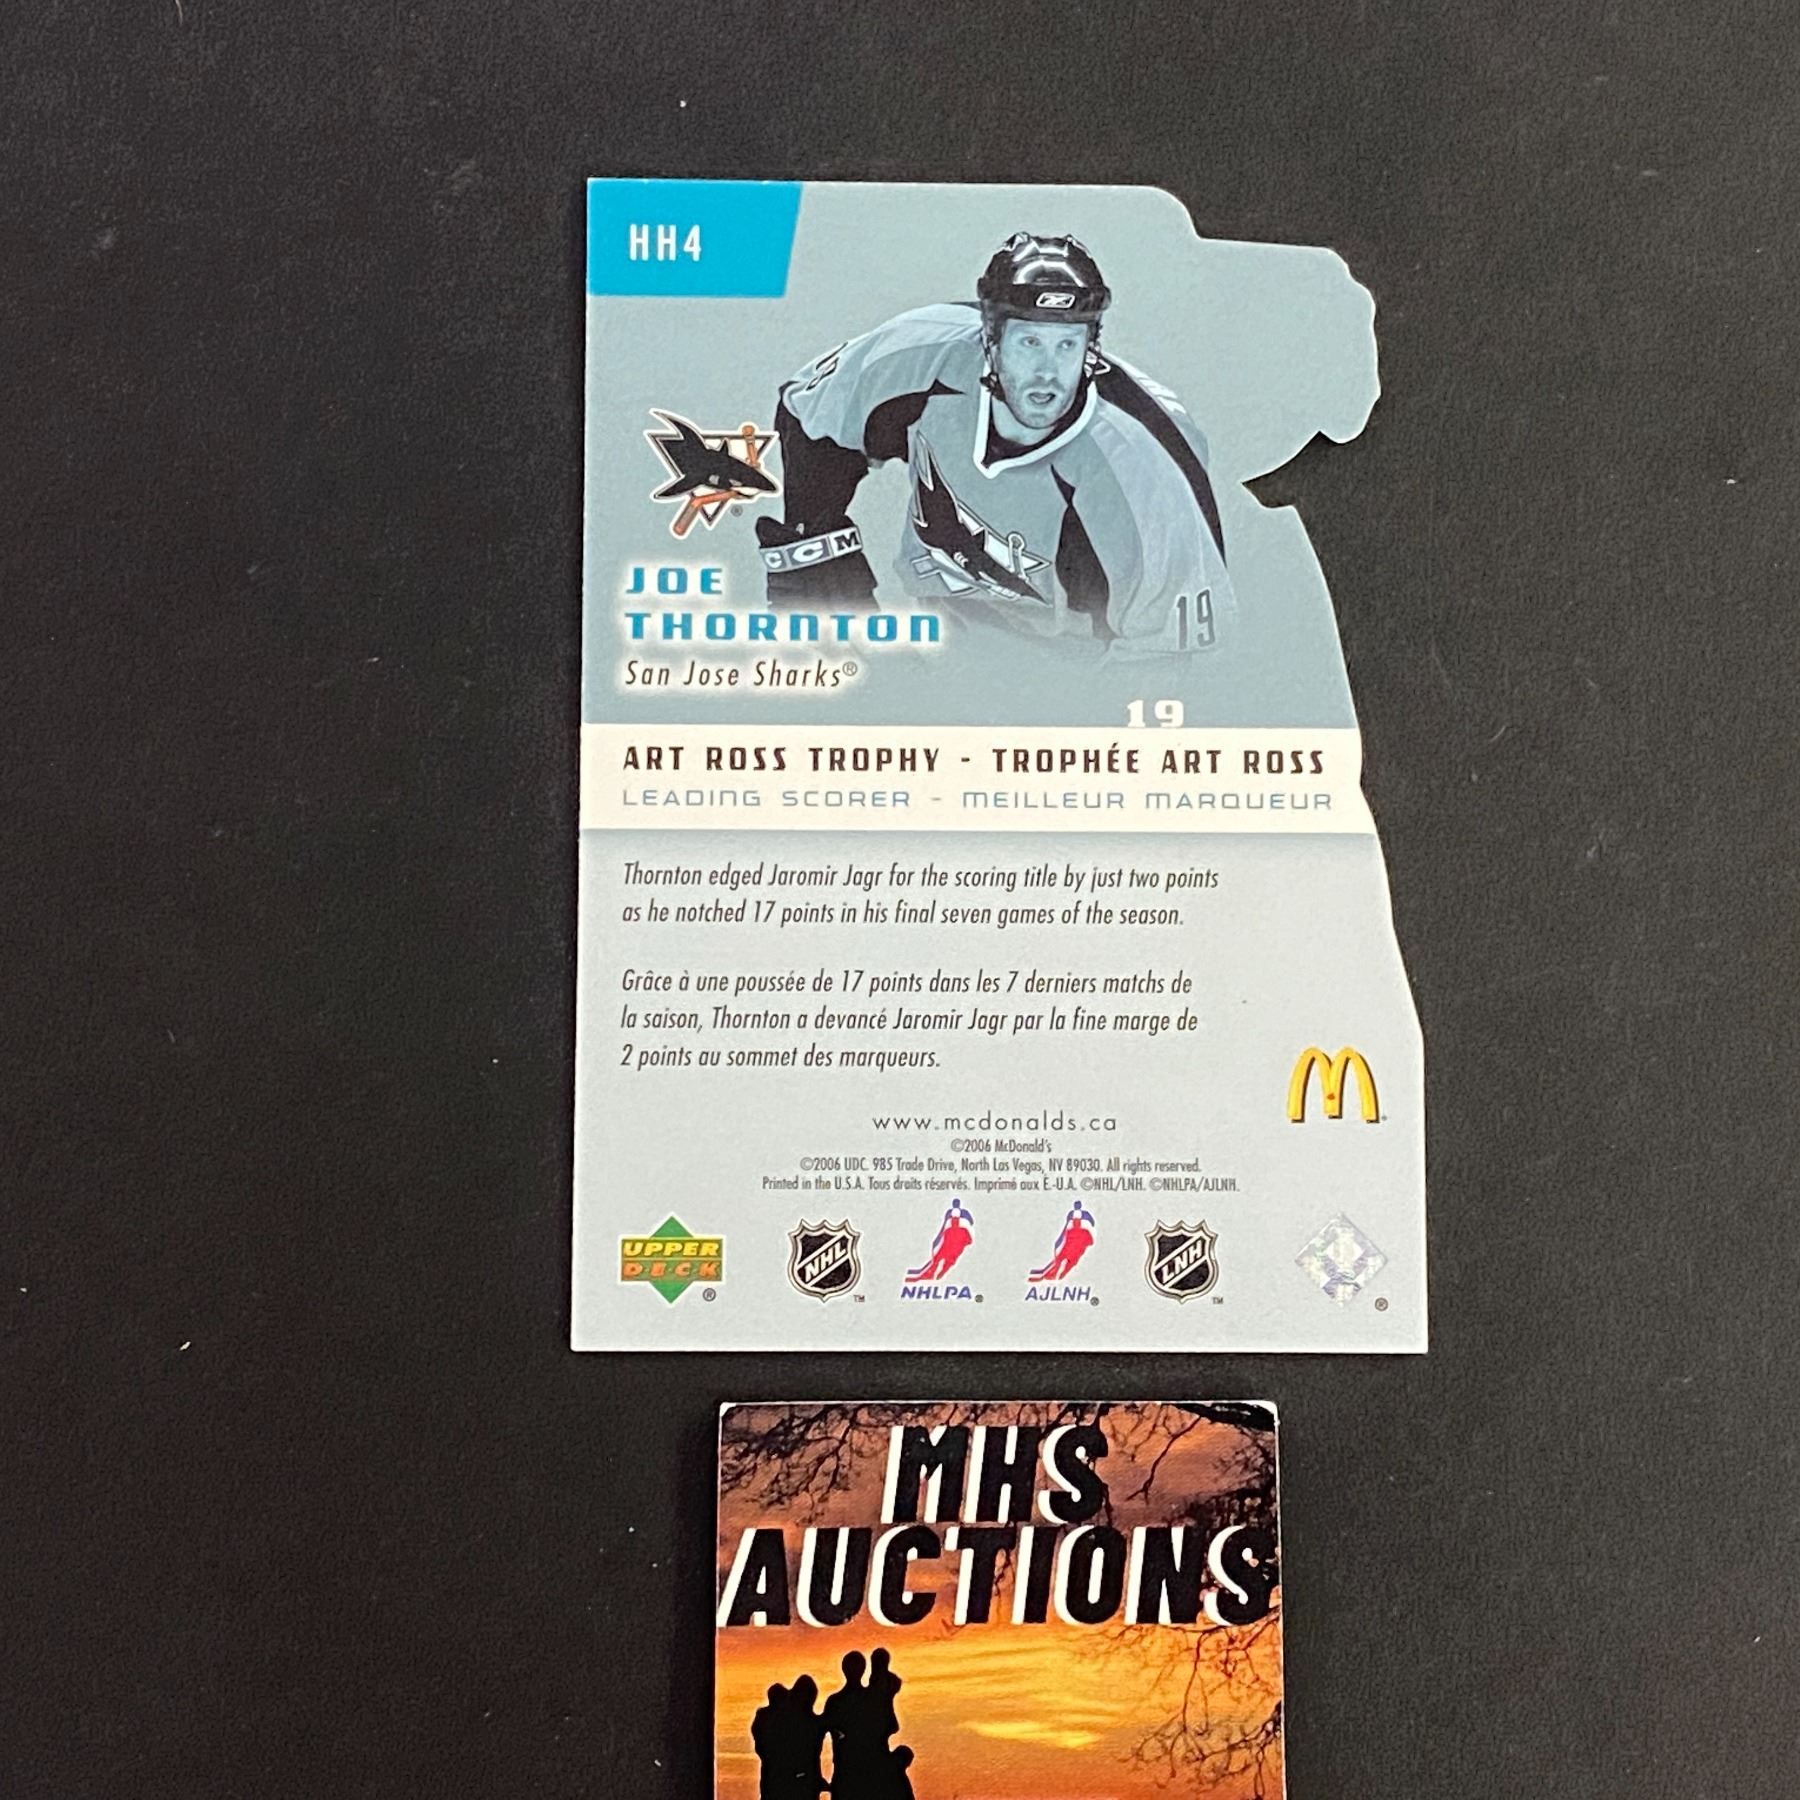 HH4
CCM
JOE
THORNTON
San Jose Sharks®
19
19
ART ROSS TROPHY - TROPHÉE ART ROSS
LEADING SCORER - MEILLEUR MARQUEUR
Thornton edged Jaromir Jagr for the scoring title by just two points
as he notched 17 points in his final seven games of the season.
Grâce à une poussée de 17 points dans les 7 derniers matchs de
la saison, Thornton a devancé Jaromir Jagr par la fine marge de
2 points au sommet des marqueurs.
www.mcdonalds.ca
©2006 McDonald's
©2006 UDC. 985 Trade Drive, North Las Vegas, NV 89030. All rights reserved.
Printed in the U.S.A. Tous droits réservés. Imprimé aux É.-U.A. ©NHL/LNH. ©NHLPA/AJLNH.
UPPER
DECK®
NHL™
NHLPA®
AJLNH®
LNH™
®
MHS
AUCTIONS